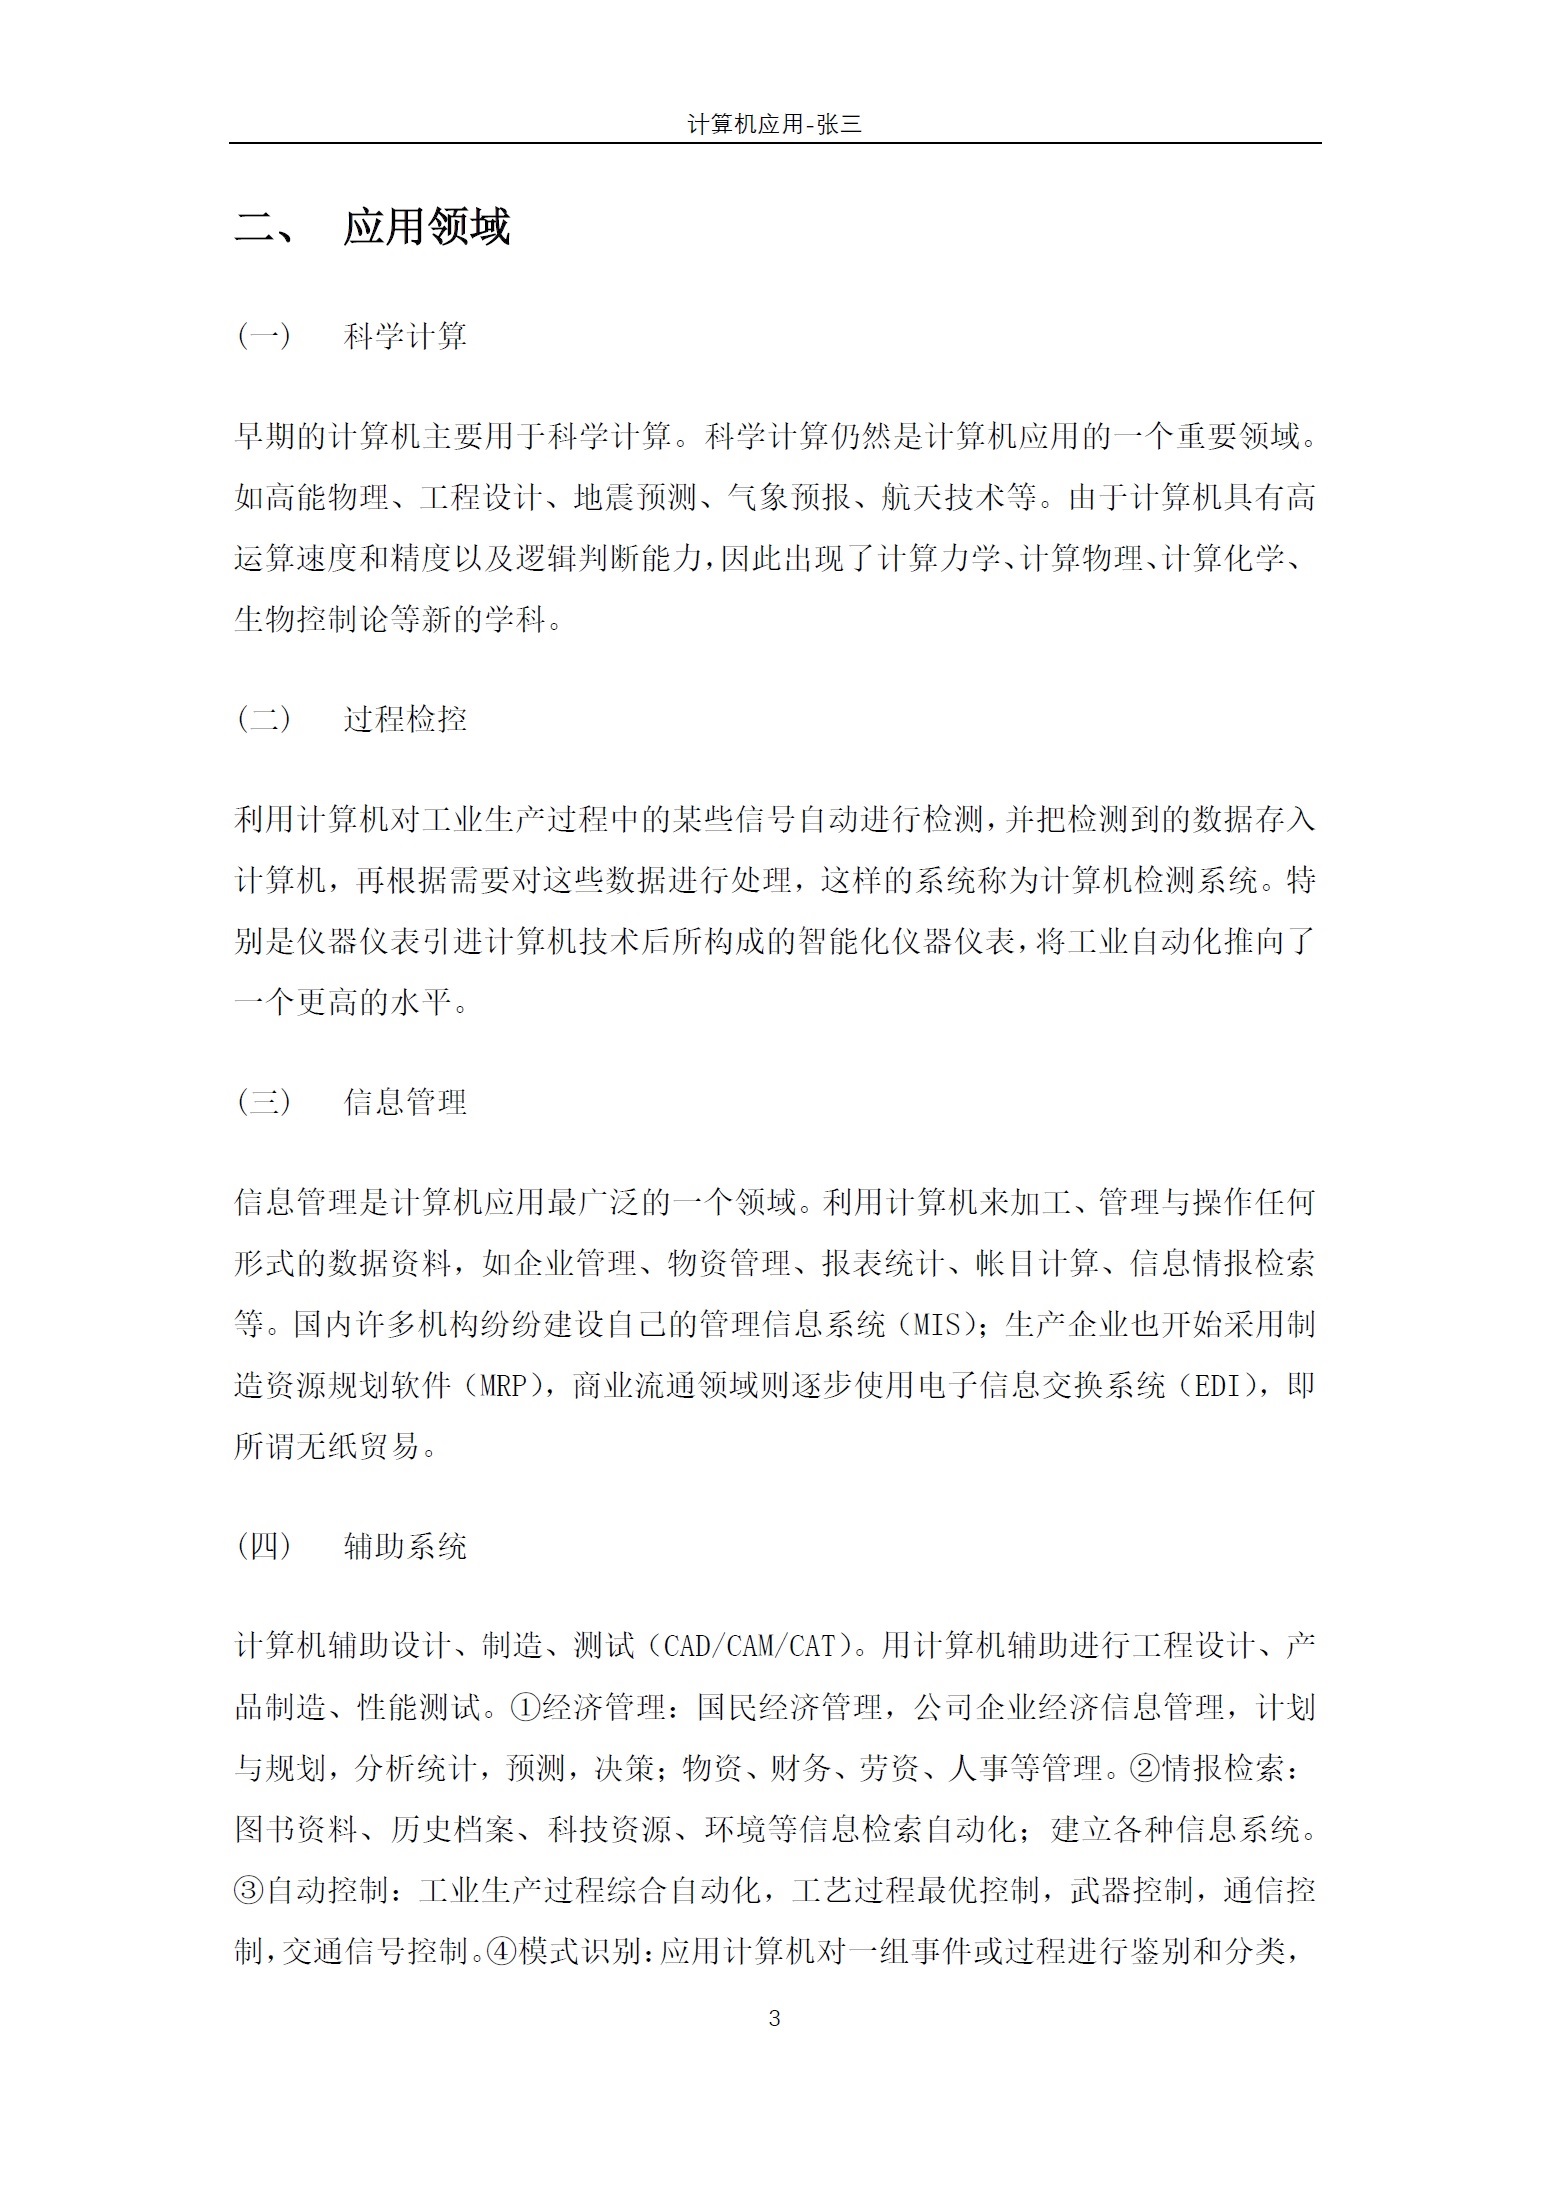 计算机应用-张三
二、 应用领域
(一) 科学计算
早期的计算机主要用于科学计算。科学计算仍然是计算机应用的一个重要领域。
如高能物理、工程设计、地震预测、气象预报、航天技术等。由于计算机具有高
运算速度和精度以及逻辑判断能力,因此出现了计算力学、计算物理、计算化学、
生物控制论等新的学科。
(二) 过程检控
利用计算机对工业生产过程中的某些信号自动进行检测,并把检测到的数据存入
计算机，再根据需要对这些数据进行处理，这样的系统称为计算机检测系统。特
别是仪器仪表引进计算机技术后所构成的智能化仪器仪表,将工业自动化推向了
一个更高的水平。
(三) 信息管理
信息管理是计算机应用最广泛的一个领域。利用计算机来加工、管理与操作任何
形式的数据资料，如企业管理、物资管理、报表统计、帐目计算、信息情报检索
等。国内许多机构纷纷建设自己的管理信息系统（MIS）；生产企业也开始采用制
造资源规划软件（MRP），商业流通领域则逐步使用电子信息交换系统（EDI），即
所谓无纸贸易。
(四) 辅助系统
计算机辅助设计、制造、测试（CAD/CAM/CAT）。用计算机辅助进行工程设计、产
品制造、性能测试。①经济管理：国民经济管理，公司企业经济信息管理，计划
与规划，分析统计，预测，决策；物资、财务、劳资、人事等管理。②情报检索：
图书资料、历史档案、科技资源、环境等信息检索自动化；建立各种信息系统。
③自动控制：工业生产过程综合自动化，工艺过程最优控制，武器控制，通信控
制，交通信号控制。④模式识别：应用计算机对一组事件或过程进行鉴别和分类，
3